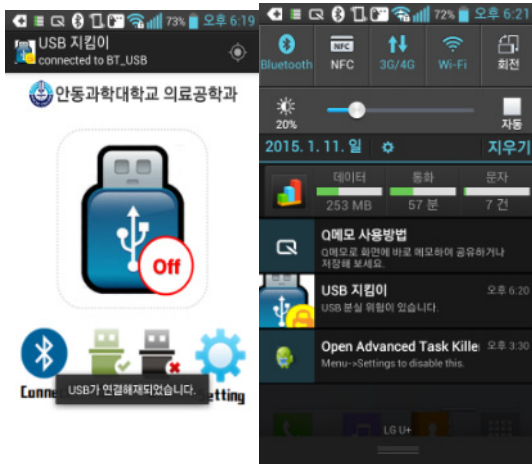 73% 오후 6:19
USB 지킴이
connected to BT_USB
안동과학대학교 의료공학과
Off
USB가 연결해제되었습니다.
72% 오후 6:21
Bluetooth NFC 3G/4G Wi-Fi 회전
NFC
20% 자동
2015. 1. 11. 일 지우기
데이터 통화 문자
253 MB 57 분 7 건
Q메모 사용방법
Q메모로 화면에 바로 메모하여 공유하거나
저장해 보세요.
USB 지킴이 오후 6:20
USB 분실 위험이 있습니다.
Open Advanced Task Kille 오후 3:30
Menu->Settings to disable this.
LG U+